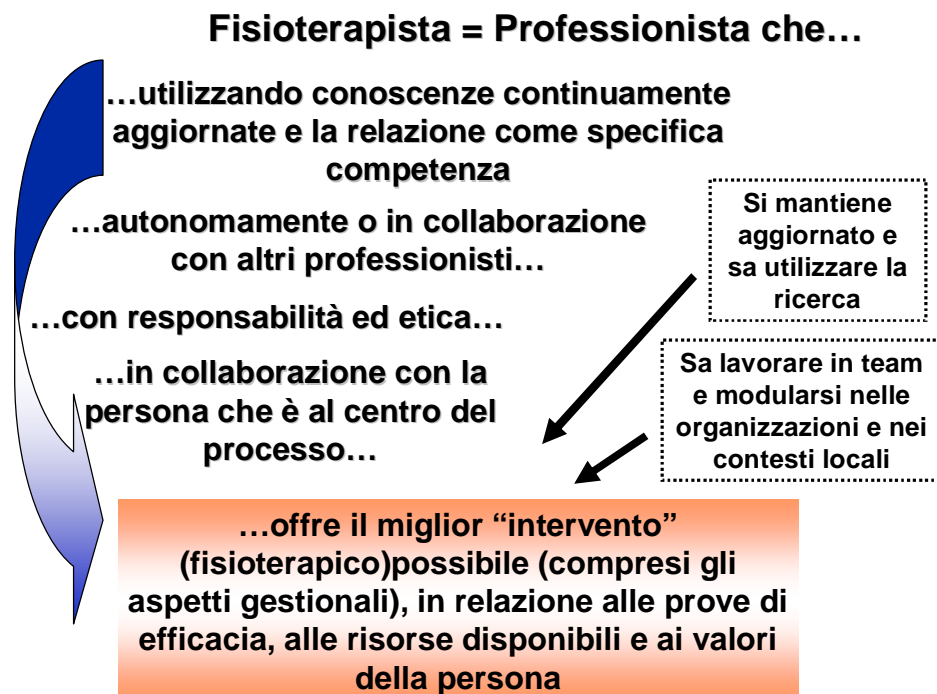 Fisioterapista = Professionista che…
…utilizzando conoscenze continuamente
aggiornate e la relazione come specifica
competenza
…autonomamente o in collaborazione
con altri professionisti…
…con responsabilità ed etica…
…in collaborazione con la
persona che è al centro del
processo…
Si mantiene
aggiornato e
sa utilizzare la
ricerca
Sa lavorare in team
e modularsi nelle
organizzazioni e nei
contesti locali
…offre il miglior “intervento”
(fisioterapico)possibile (compresi gli
aspetti gestionali), in relazione alle prove di
efficacia, alle risorse disponibili e ai valori
della persona